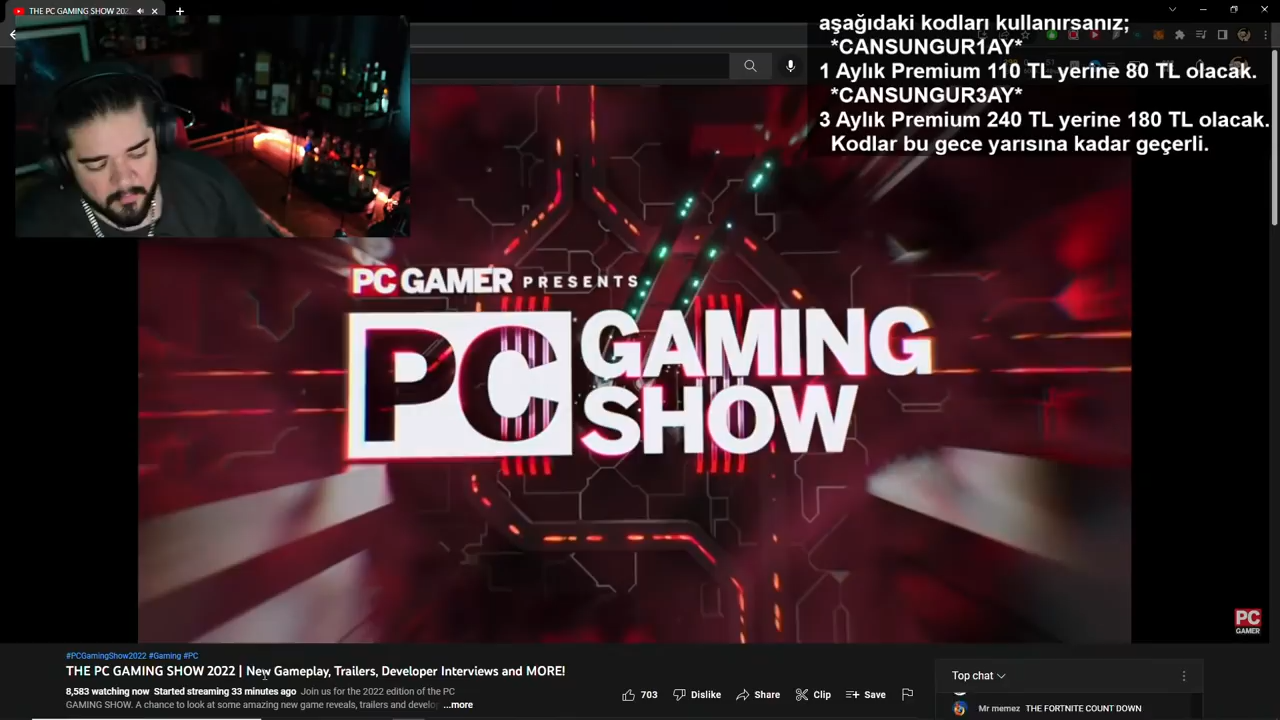 THE PC GAMING SHOW 202
aşağıdaki kodları kullanırsanız;
*CANSUNGUR1AY*
1 Aylık Premium 110 TL yerine 80 TL olacak.
*CANSUNGUR3AY*
3 Aylık Premium 240 TL yerine 180 TL olacak.
Kodlar bu gece yarısına kadar geçerli.
PC GAMER PRESENTS
PC GAMING
SHOW
PC
GAMER
#PCGamingShow2022 #Gaming #PC
THE PC GAMING SHOW 2022 | New Gameplay, Trailers, Developer Interviews and MORE!
8,583 watching now Started streaming 33 minutes ago Join us for the 2022 edition of the PC
GAMING SHOW. A chance to look at some amazing new game reveals, trailers and develo ...more
703 Dislike Share Clip Save
Top chat
Mr memez THE FORTNITE COUNT DOWN